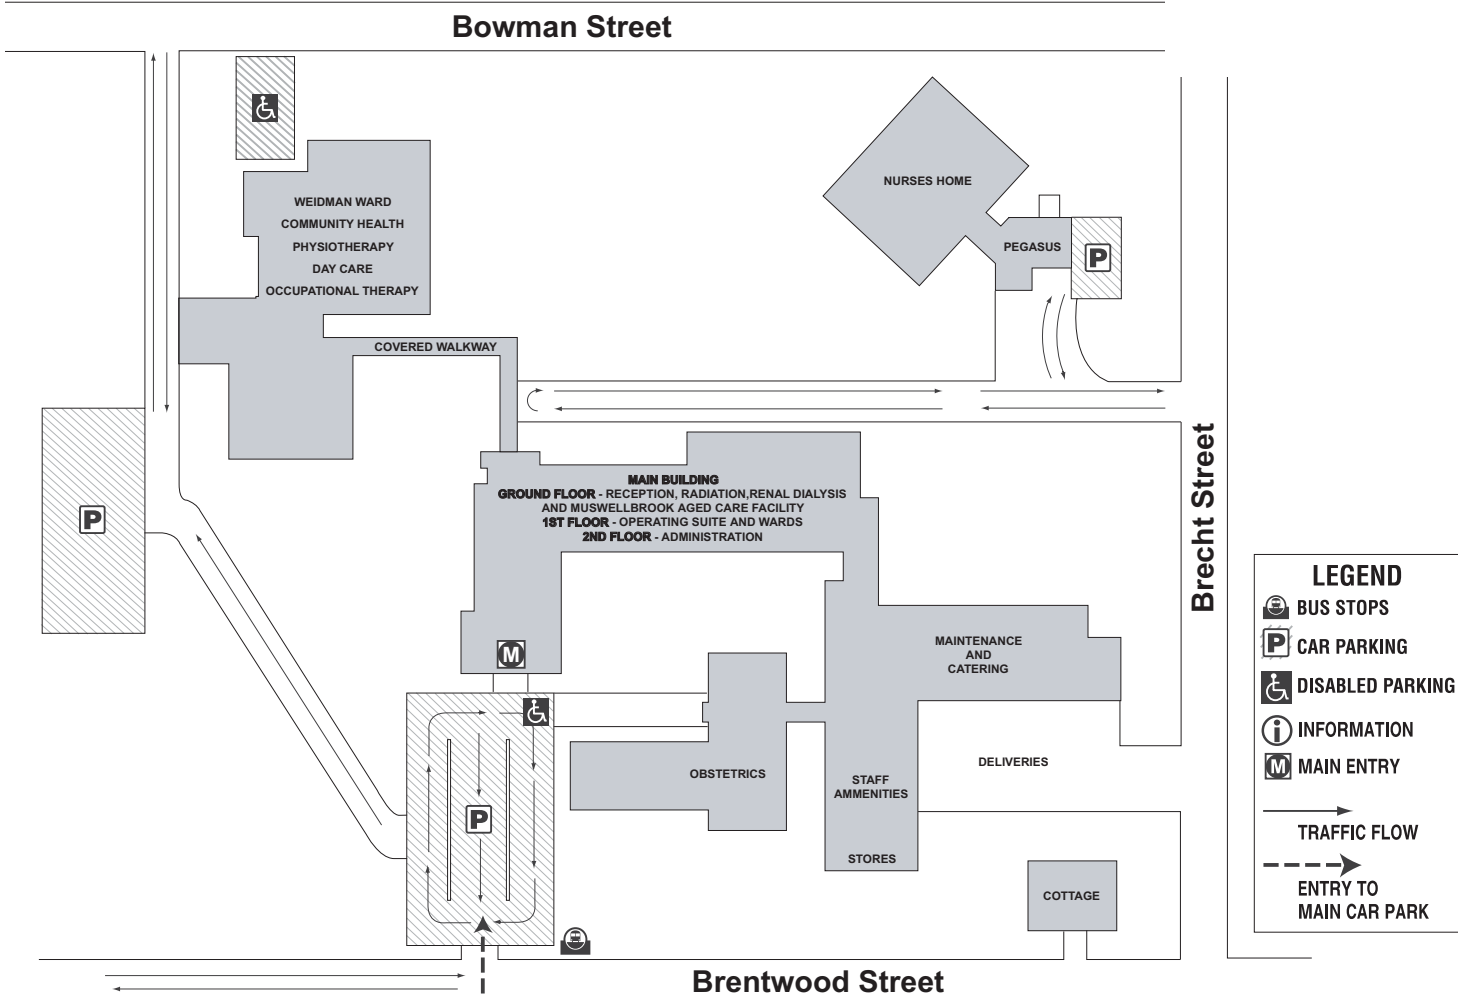 Bowman Street
NURSES HOME
WEIDMAN WARD
COMMUNITY HEALTH
PHYSIOTHERAPY
DAY CARE
OCCUPATIONAL THERAPY
PEGASUS
P
COVERED WALKWAY
Brecht Street
MAIN BUILDING
GROUND FLOOR - RECEPTION, RADIATION,RENAL DIALYSIS
AND MUSWELLBROOK AGED CARE FACILITY
1ST FLOOR - OPERATING SUITE AND WARDS
2ND FLOOR - ADMINISTRATION
P
M
MAINTENANCE
AND
CATERING
OBSTETRICS
STAFF
AMMENITIES
DELIVERIES
P
STORES
COTTAGE
Brentwood Street
LEGEND
BUS STOPS
P CAR PARKING
DISABLED PARKING
i INFORMATION
M MAIN ENTRY
TRAFFIC FLOW
ENTRY TO
MAIN CAR PARK